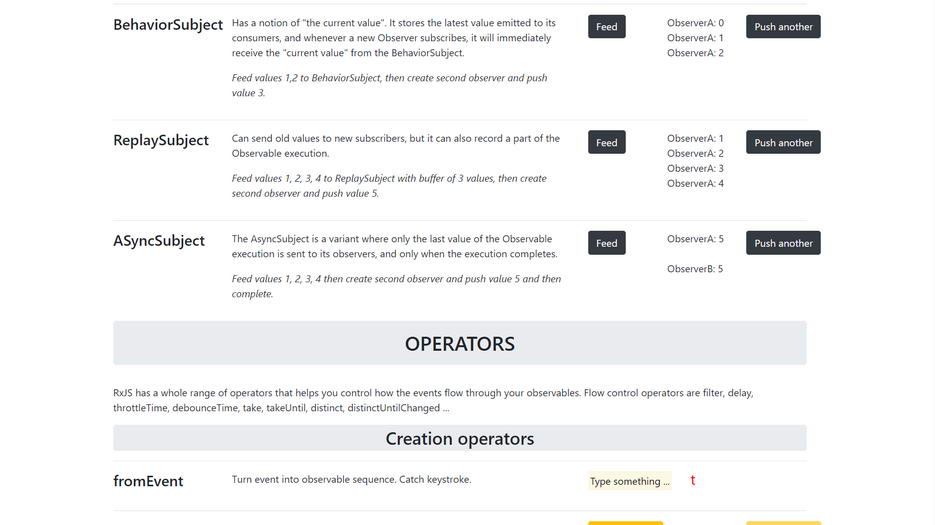 BehaviorSubject
Has a notion of "the current value". It stores the latest value emitted to its
consumers, and whenever a new Observer subscribes, it will immediately
receive the "current value" from the BehaviorSubject.
Feed values 1,2 to BehaviorSubject, then create second observer and push
value 3.
Feed
ObserverA: 0
ObserverA: 1
ObserverA: 2
Push another
ReplaySubject
Can send old values to new subscribers, but it can also record a part of the
Observable execution.
Feed values 1, 2, 3, 4 to ReplaySubject with buffer of 3 values, then create
second observer and push value 5.
Feed
ObserverA: 1
ObserverA: 2
ObserverA: 3
ObserverA: 4
Push another
ASyncSubject
The AsyncSubject is a variant where only the last value of the Observable
execution is sent to its observers, and only when the execution completes.
Feed values 1, 2, 3, 4 then create second observer and push value 5 and then
complete.
Feed
ObserverA: 5
ObserverB: 5
Push another
OPERATORS
RxJS has a whole range of operators that helps you control how the events flow through your observables. Flow control operators are filter, delay,
throttleTime, debounceTime, take, takeUntil, distinct, distinctUntilChanged ...
Creation operators
fromEvent
Turn event into observable sequence. Catch keystroke.
Type something ...
t